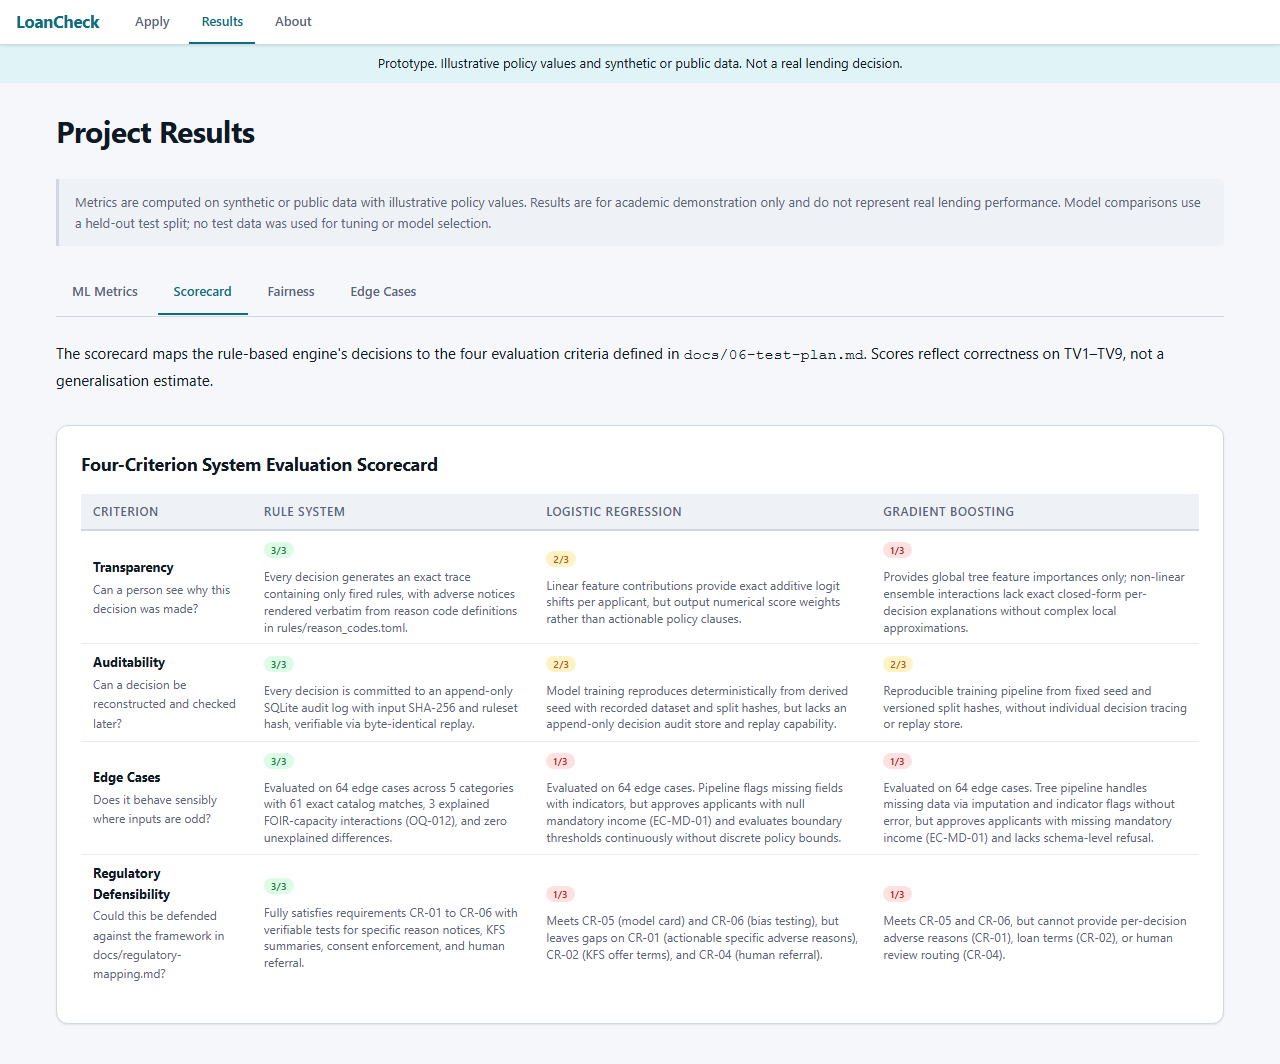 LoanCheck
Apply
Results
About
Prototype. Illustrative policy values and synthetic or public data. Not a real lending decision.
Project Results
Metrics are computed on synthetic or public data with illustrative policy values. Results are for academic demonstration only and do not represent real lending performance. Model comparisons use
a held-out test split; no test data was used for tuning or model selection.
ML Metrics
Scorecard
Fairness
Edge Cases
The scorecard maps the rule-based engine's decisions to the four evaluation criteria defined in docs/06-test-plan.md. Scores reflect correctness on TV1–TV9, not a
generalisation estimate.
Four-Criterion System Evaluation Scorecard
CRITERION
RULE SYSTEM
LOGISTIC REGRESSION
GRADIENT BOOSTING
Transparency
Can a person see why this
decision was made?
3/3
Every decision generates an exact trace
containing only fired rules, with adverse notices
rendered verbatim from reason code definitions
in rules/reason_codes.toml.
2/3
Linear feature contributions provide exact additive logit
shifts per applicant, but output numerical score weights
rather than actionable policy clauses.
1/3
Provides global tree feature importances only; non-linear
ensemble interactions lack exact closed-form per-
decision explanations without complex local
approximations.
Auditability
Can a decision be
reconstructed and checked
later?
3/3
Every decision is committed to an append-only
SQLite audit log with input SHA-256 and ruleset
hash, verifiable via byte-identical replay.
2/3
Model training reproduces deterministically from derived
seed with recorded dataset and split hashes, but lacks an
append-only decision audit store and replay capability.
2/3
Reproducible training pipeline from fixed seed and
versioned split hashes, without individual decision tracing
or replay store.
Edge Cases
Does it behave sensibly
where inputs are odd?
3/3
Evaluated on 64 edge cases across 5 categories
with 61 exact catalog matches, 3 explained
FOIR-capacity interactions (OQ-012), and zero
unexplained differences.
1/3
Evaluated on 64 edge cases. Pipeline flags missing fields
with indicators, but approves applicants with null
mandatory income (EC-MD-01) and evaluates boundary
thresholds continuously without discrete policy bounds.
1/3
Evaluated on 64 edge cases. Tree pipeline handles
missing data via imputation and indicator flags without
error, but approves applicants with missing mandatory
income (EC-MD-01) and lacks schema-level refusal.
Regulatory
Defensibility
Could this be defended
against the framework in
docs/regulatory-
mapping.md?
3/3
Fully satisfies requirements CR-01 to CR-06 with
verifiable tests for specific reason notices, KFS
summaries, consent enforcement, and human
referral.
1/3
Meets CR-05 (model card) and CR-06 (bias testing), but
leaves gaps on CR-01 (actionable specific adverse reasons),
CR-02 (KFS offer terms), and CR-04 (human referral).
1/3
Meets CR-05 and CR-06, but cannot provide per-decision
adverse reasons (CR-01), loan terms (CR-02), or human
review routing (CR-04).